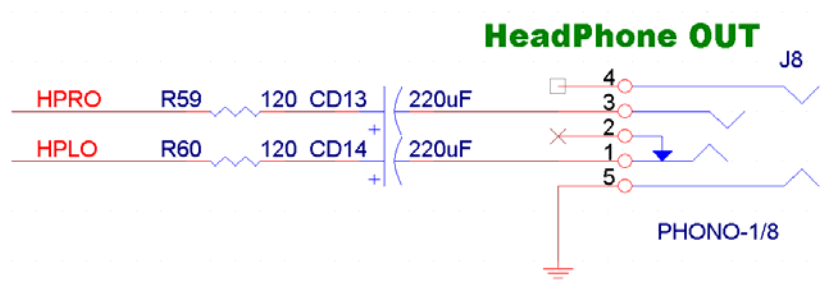 HeadPhone OUT
J8
4
HPRO R59 120 CD13 220uF 3
+
2
HPLO R60 120 CD14 220uF 1
+
5
PHONO-1/8